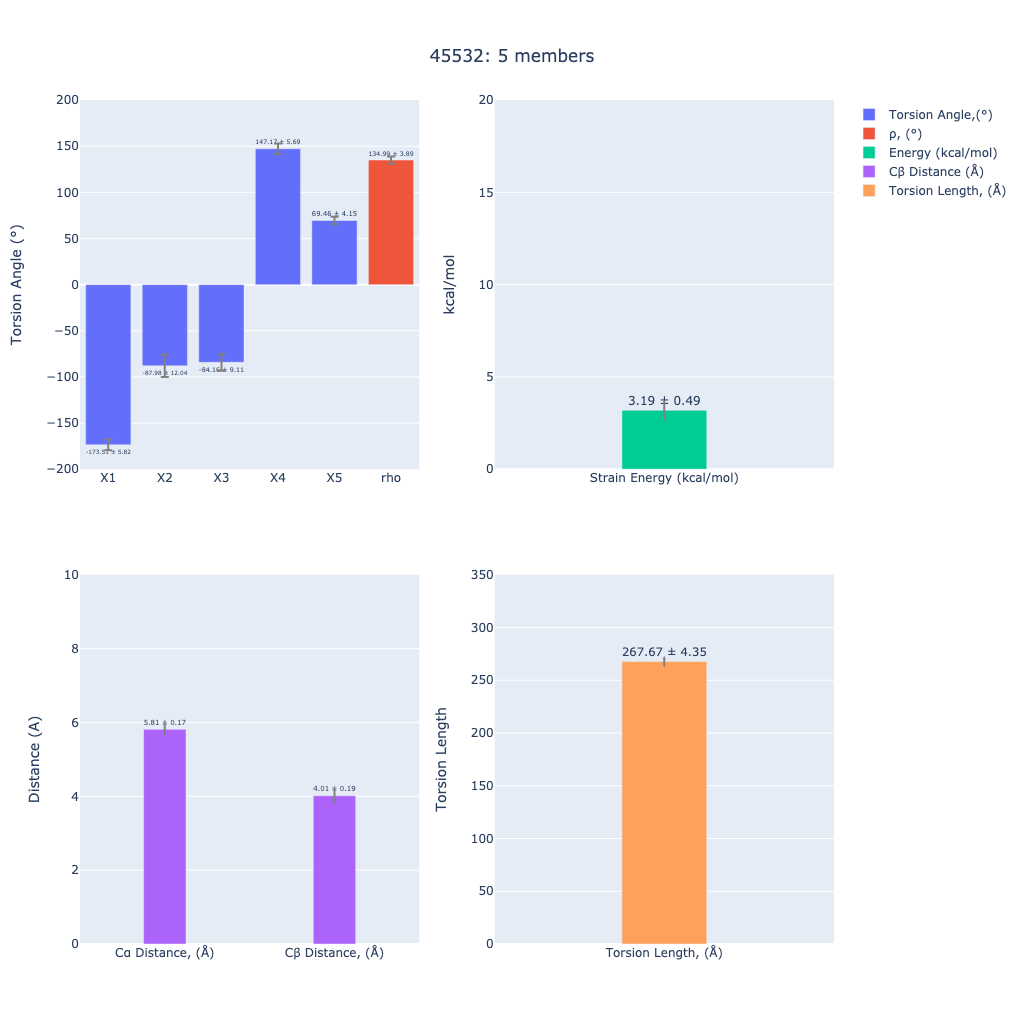 45532: 5 members
Torsion Angle (°)
200
150
100
50
0
−50
−100
−150
−200
147.17 ± 5.69
134.99 ± 3.89
69.46 ± 4.15
-87.98 ± 12.04
-84.16 ± 9.11
-173.51 ± 5.82
X1 X2 X3 X4 X5 rho
kcal/mol
20
15
10
5
0
3.19 ± 0.49
Strain Energy (kcal/mol)
Torsion Angle,(°)
ρ, (°)
Energy (kcal/mol)
Cβ Distance (Å)
Torsion Length, (Å)
Distance (A)
10
8
6
4
2
0
5.81 ± 0.17
4.01 ± 0.19
Cα Distance, (Å) Cβ Distance, (Å)
Torsion Length
350
300
250
200
150
100
50
0
267.67 ± 4.35
Torsion Length, (Å)